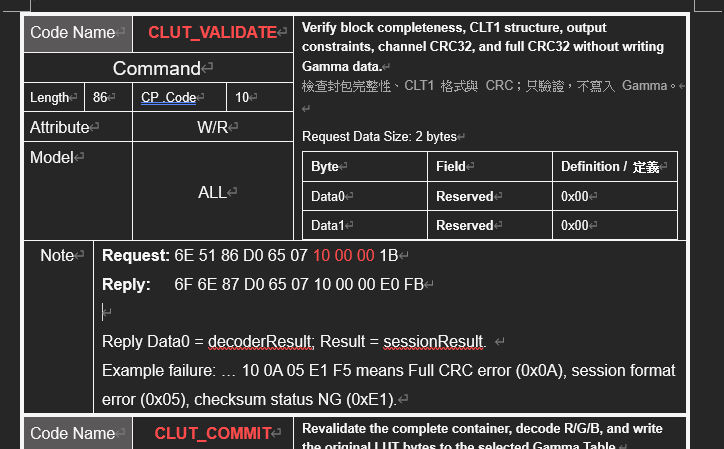 Code Name CLUT_VALIDATE
Command
Length 86 CP .Code 10
Attribute W/R
Model ALL
Verify block completeness, CLT1 structure, output
constraints, channel CRC32, and full CRC32 without writing
Gamma data.
檢查封包完整性、CLT1 格式與 CRC；只驗證，不寫入 Gamma。
Request Data Size: 2 bytes
Byte Field Definition / 定義
Data0 Reserved 0x00
Data1 Reserved 0x00
Note
Request: 6E 51 86 D0 65 07 10 00 00 1B
Reply: 6F 6E 87 D0 65 07 10 00 00 E0 FB
Reply Data0 = decoderResult; Result = sessionResult.
Example failure: … 10 0A 05 E1 F5 means Full CRC error (0x0A), session format
error (0x05), checksum status NG (0xE1).
Code Name CLUT_COMMIT
Revalidate the complete container, decode R/G/B, and write
the original LUT bytes to the selected Gamma Table.